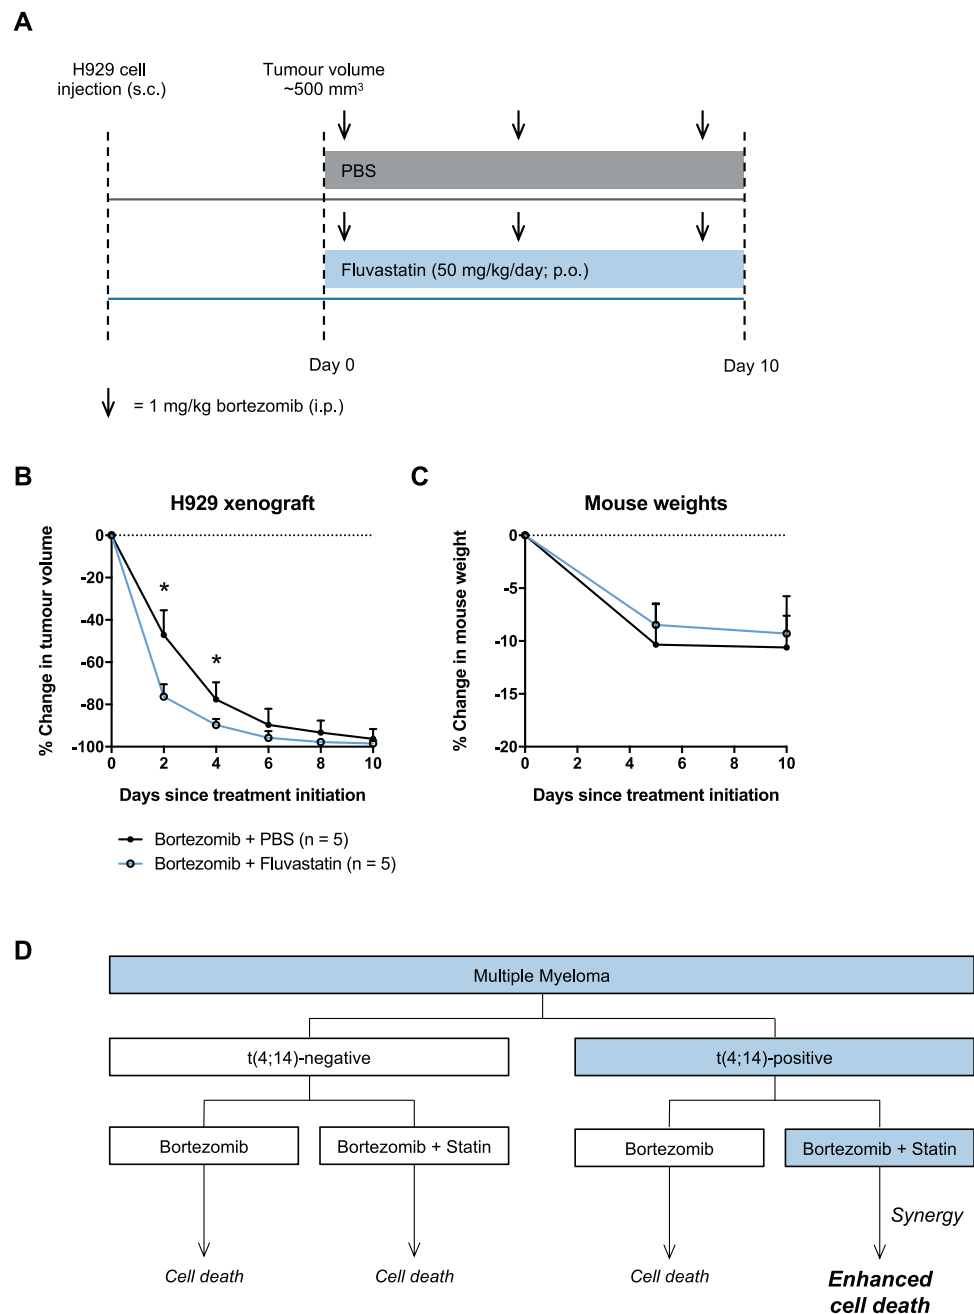 A
H929 cell
injection (s.c.)
Tumour volume
~500 mm³
PBS
Fluvastatin (50 mg/kg/day; p.o.)
Day 0
Day 10
= 1 mg/kg bortezomib (i.p.)
B
H929 xenograft
% Change in tumour volume
0
-20
-40
-60
-80
-100
*
*
0 2 4 6 8 10
Days since treatment initiation
Bortezomib + PBS (n = 5)
Bortezomib + Fluvastatin (n = 5)
C
Mouse weights
% Change in mouse weight
0
-5
-10
-15
-20
0 2 4 6 8 10
Days since treatment initiation
D
Multiple Myeloma
t(4;14)-negative
t(4;14)-positive
Bortezomib
Bortezomib + Statin
Bortezomib
Bortezomib + Statin
Synergy
Cell death
Cell death
Cell death
Enhanced
cell death